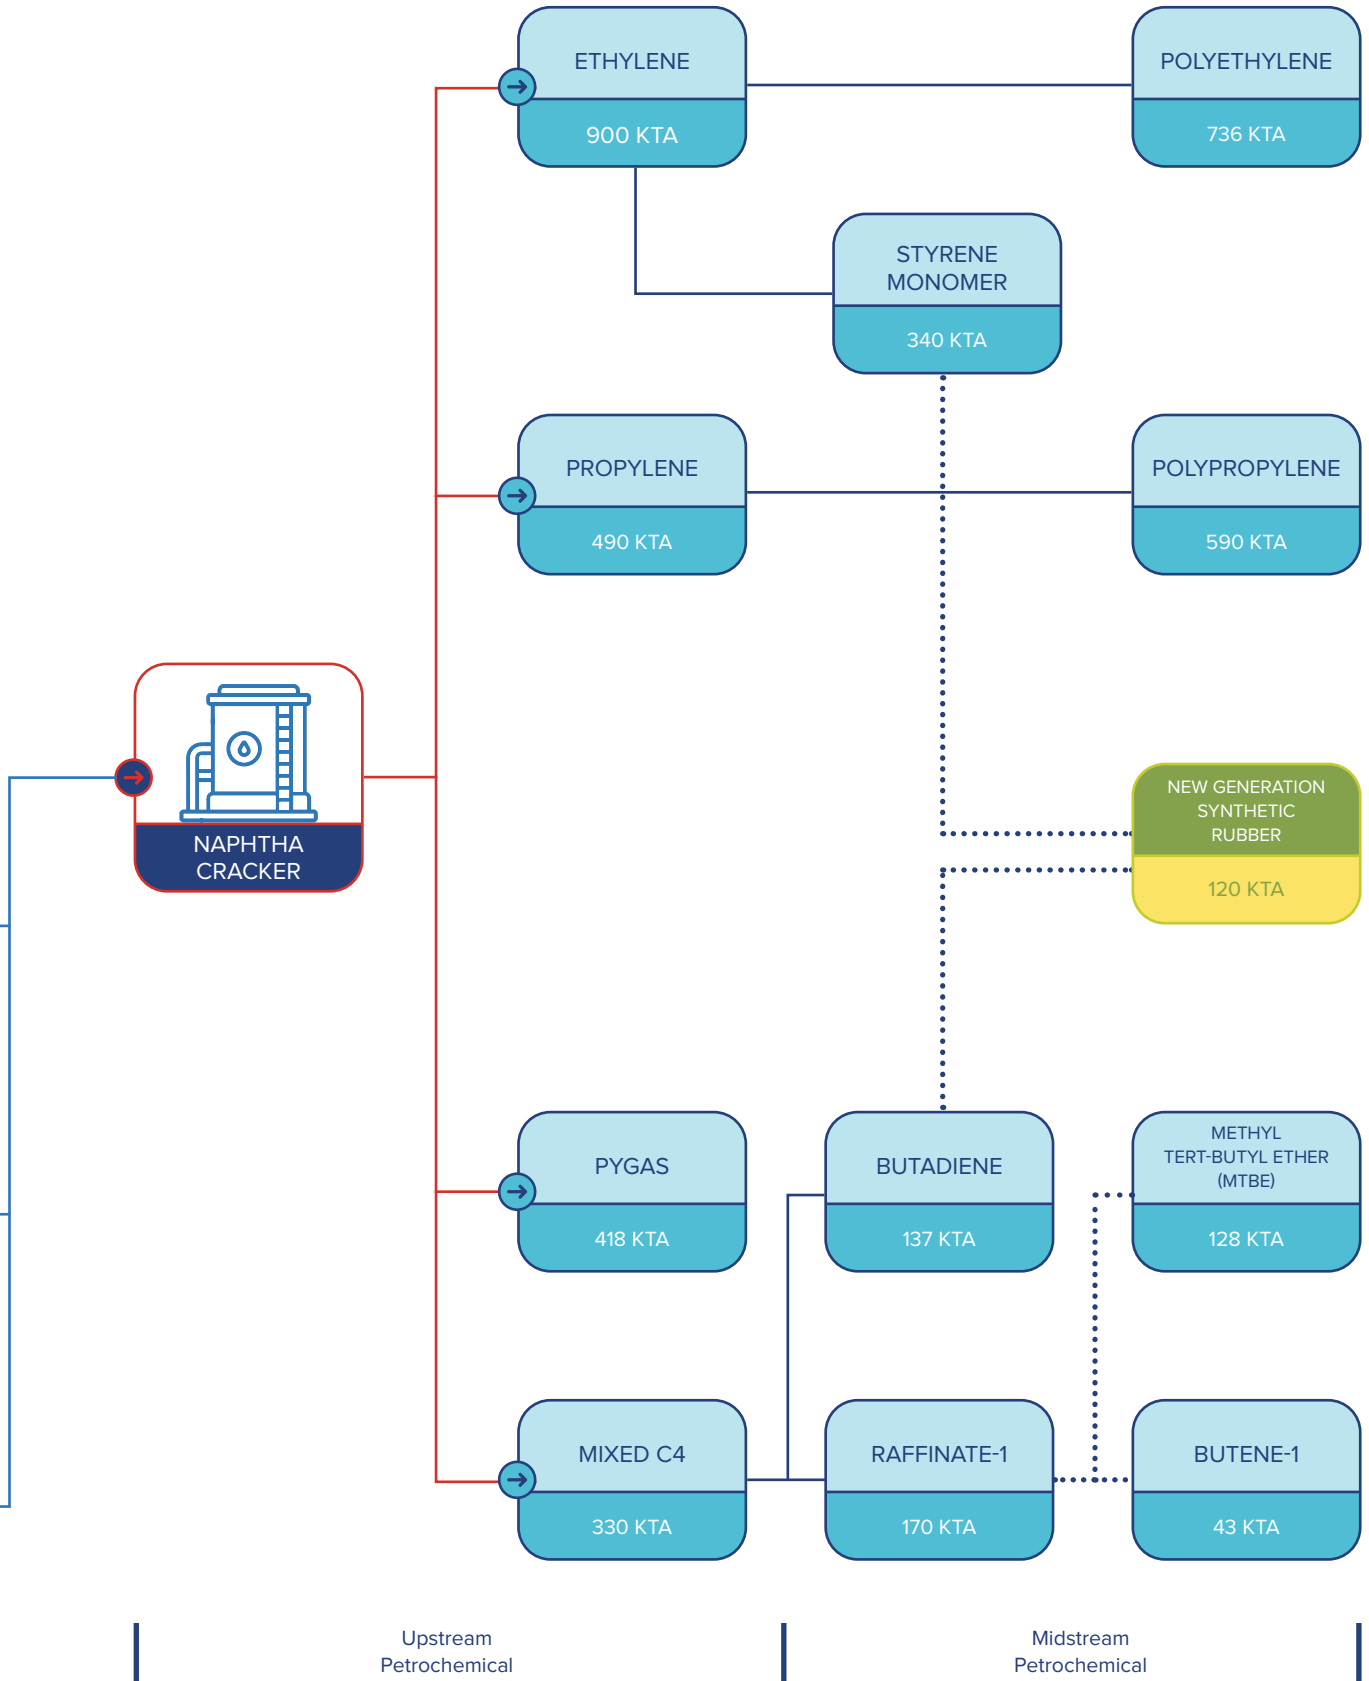 ETHYLENE
900 KTA
POLYETHYLENE
736 KTA
STYRENE
MONOMER
340 KTA
PROPYLENE
490 KTA
POLYPROPYLENE
590 KTA
NAPHTHA
CRACKER
NEW GENERATION
SYNTHETIC
RUBBER
120 KTA
PYGAS
418 KTA
BUTADIENE
137 KTA
METHYL
TERT-BUTYL ETHER
(MTBE)
128 KTA
MIXED C4
330 KTA
RAFFINATE-1
170 KTA
BUTENE-1
43 KTA
Upstream
Petrochemical
Midstream
Petrochemical